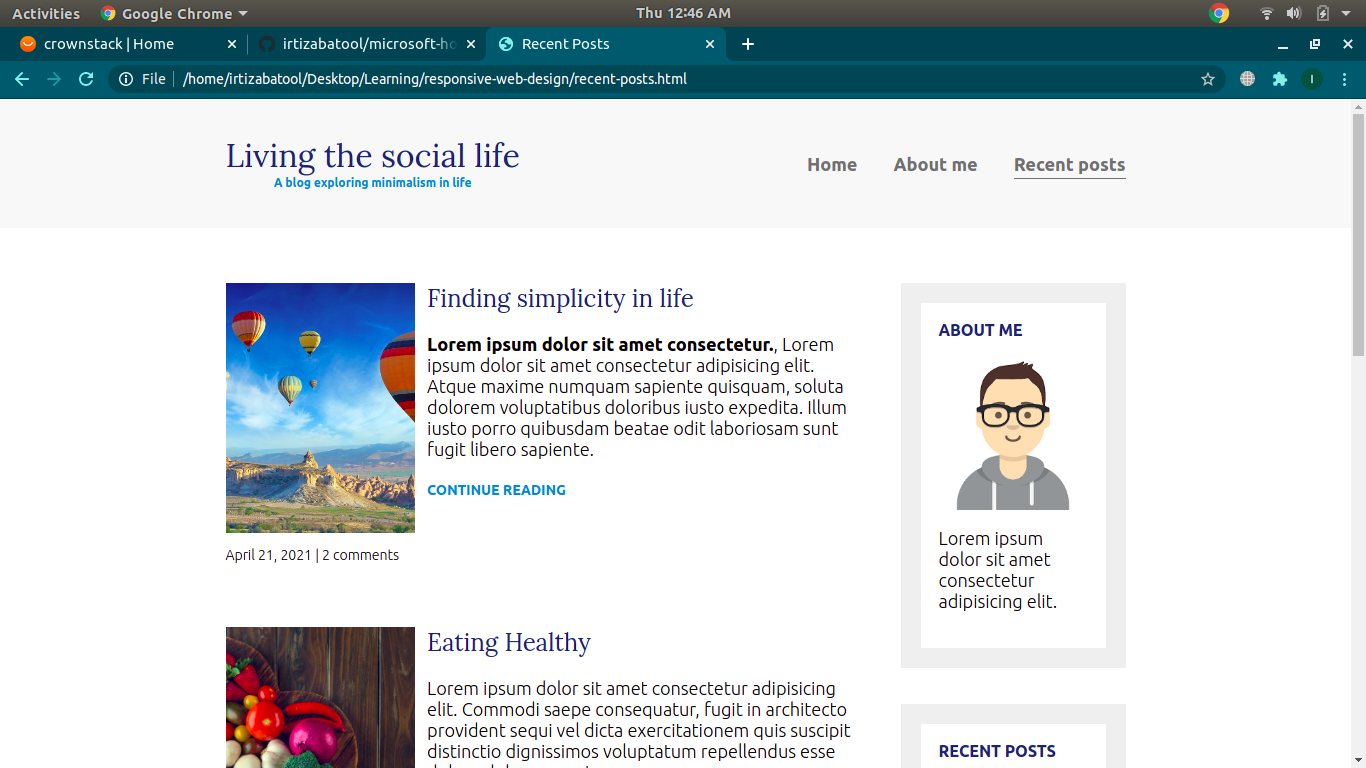 Activities Google Chrome Thu 12:46 AM
crownstack | Home irtizabatool/microsoft-ho Recent Posts
File /home/irtizabatool/Desktop/Learning/responsive-web-design/recent-posts.html I
Living the social life
A blog exploring minimalism in life
Home About me Recent posts
Finding simplicity in life
Lorem ipsum dolor sit amet consectetur., Lorem
ipsum dolor sit amet consectetur adipisicing elit.
Atque maxime numquam sapiente quisquam, soluta
dolorem voluptatibus doloribus iusto expedita. Illum
iusto porro quibusdam beatae odit laboriosam sunt
fugit libero sapiente.
CONTINUE READING
April 21, 2021 | 2 comments
Eating Healthy
Lorem ipsum dolor sit amet consectetur adipisicing
elit. Commodi saepe consequatur, fugit in architecto
provident sequi vel dicta exercitationem quis suscipit
distinctio dignissimos voluptatum repellendus esse
ABOUT ME
Lorem ipsum
dolor sit amet
consectetur
adipisicing elit.
RECENT POSTS